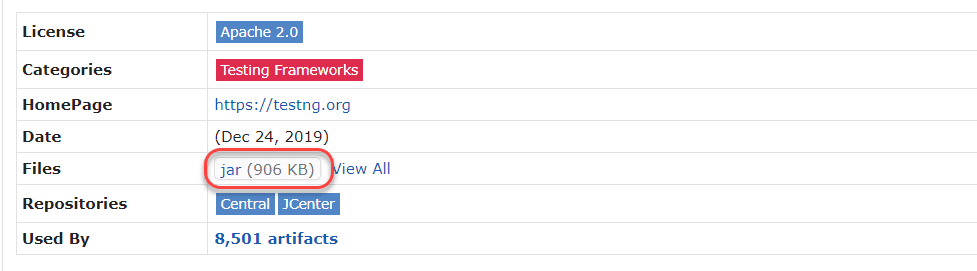 License Apache 2.0
Categories Testing Frameworks
HomePage https://testng.org
Date (Dec 24, 2019)
Files jar (906 KB) View All
Repositories Central JCenter
Used By 8,501 artifacts